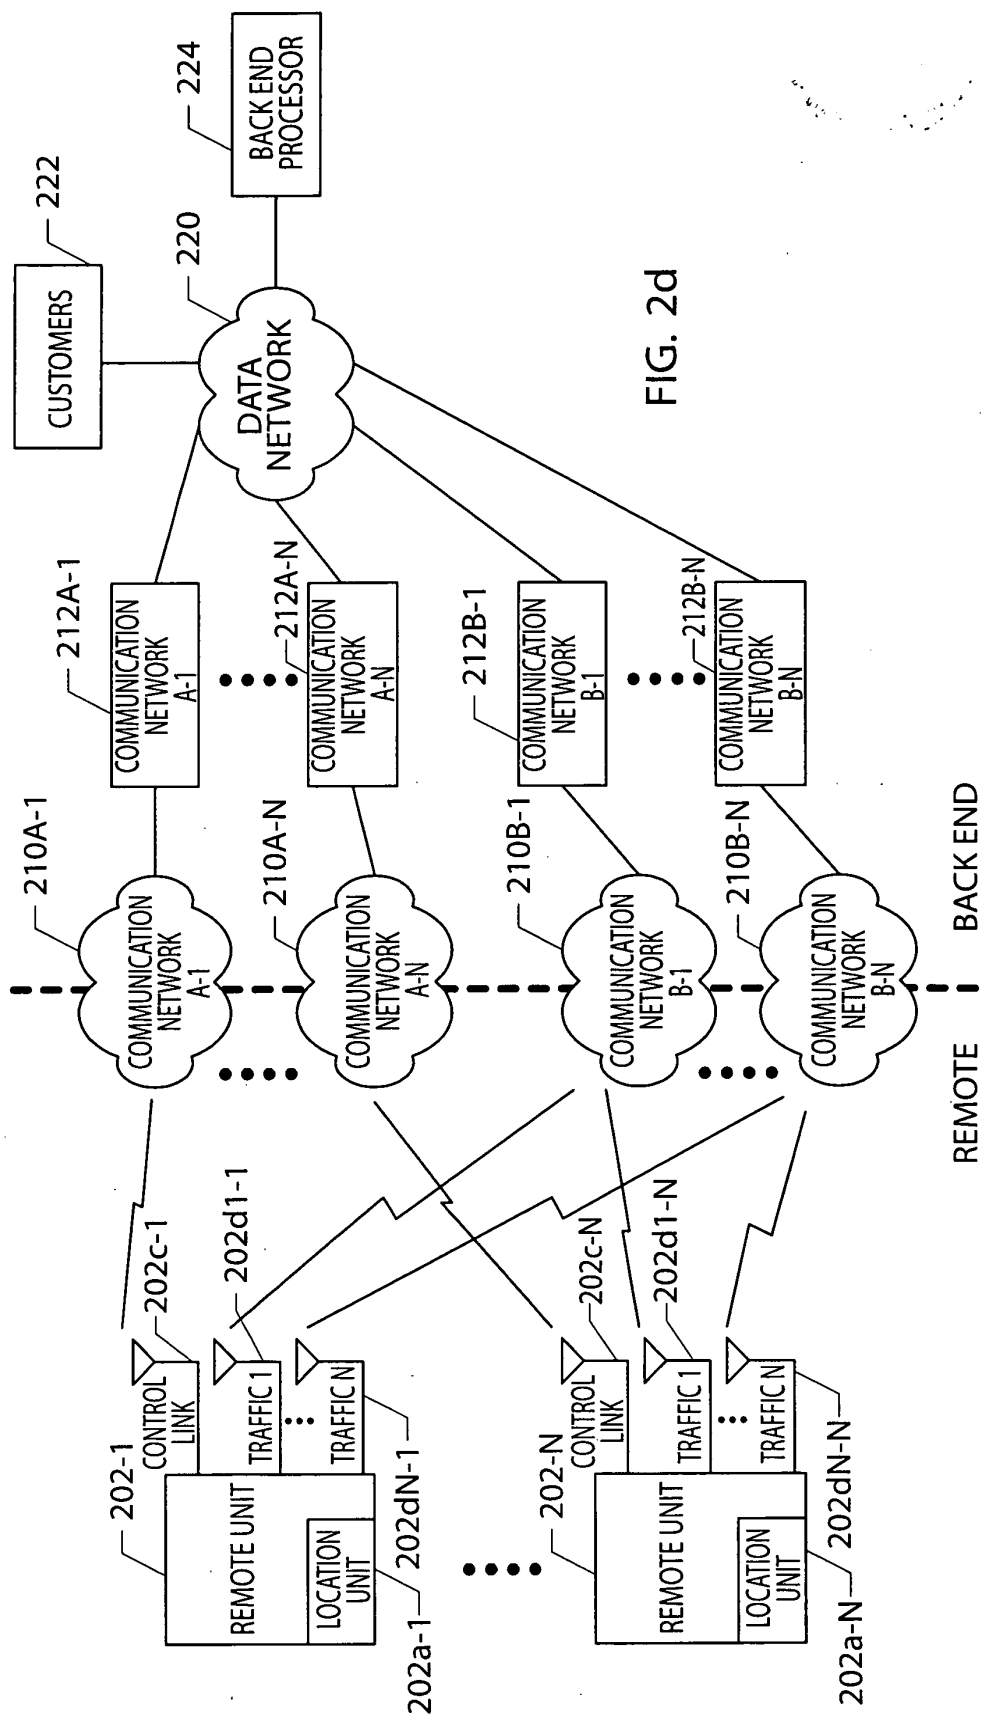 202-1
REMOTE UNIT
LOCATION
UNIT
202a-1
CONTROL
LINK
202c-1
TRAFFIC 1
202d1-1
TRAFFIC N
202dN-1
202-N
REMOTE UNIT
LOCATION
UNIT
202a-N
CONTROL
LINK
202c-N
TRAFFIC 1
202d1-N
TRAFFIC N
202dN-N
210A-1
COMMUNICATION
NETWORK
A-1
210A-N
COMMUNICATION
NETWORK
A-N
210B-1
COMMUNICATION
NETWORK
B-1
210B-N
COMMUNICATION
NETWORK
B-N
REMOTE
BACK END
212A-1
COMMUNICATION
NETWORK
A-1
212A-N
COMMUNICATION
NETWORK
A-N
212B-1
COMMUNICATION
NETWORK
B-1
212B-N
COMMUNICATION
NETWORK
B-N
CUSTOMERS
222
220
DATA
NETWORK
224
BACK END
PROCESSOR
FIG. 2d